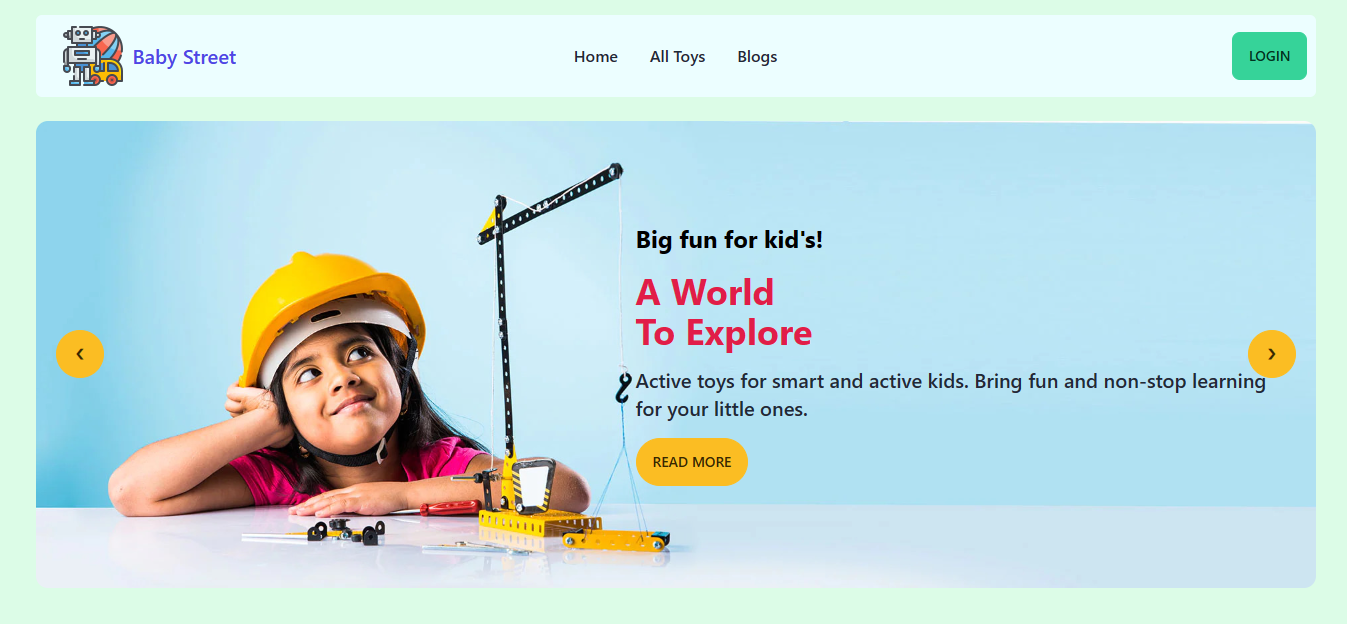 Baby Street
Home
All Toys
Blogs
LOGIN
Big fun for kid's!
A World
To Explore
Active toys for smart and active kids. Bring fun and non-stop learning
for your little ones.
READ MORE
❮
❯